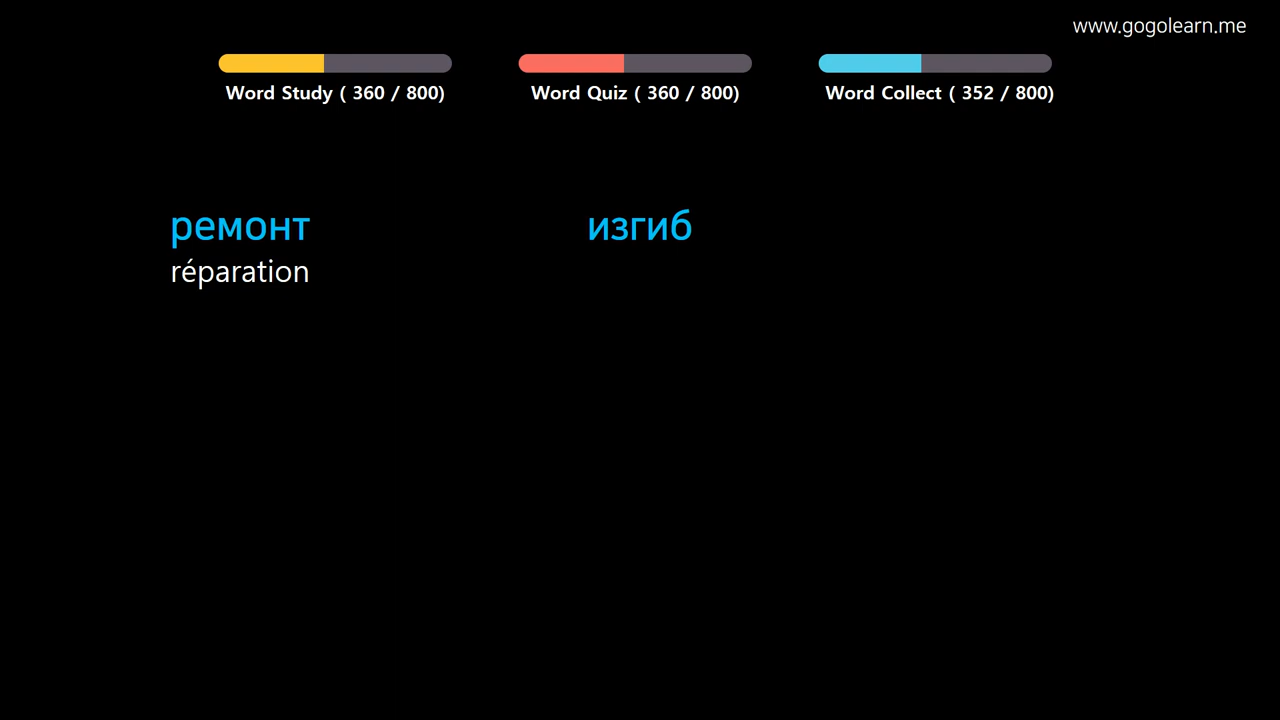 www.gogolearn.me
Word Study ( 360 / 800)
Word Quiz ( 360 / 800)
Word Collect ( 352 / 800)
ремонт
réparation
изгиб